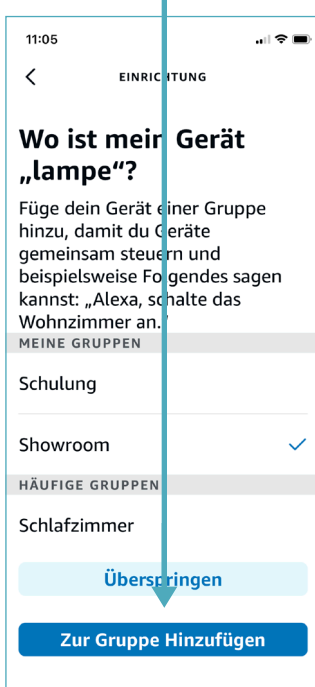 11:05
EINRICHTUNG
Wo ist mein Gerät
„lampe“?
Füge dein Gerät einer Gruppe
hinzu, damit du Geräte
gemeinsam steuern und
beispielsweise Folgendes sagen
kannst: „Alexa, schalte das
Wohnzimmer an.“
MEINE GRUPPEN
Schulung
Showroom
HÄUFIGE GRUPPEN
Schlafzimmer
Überspringen
Zur Gruppe Hinzufügen